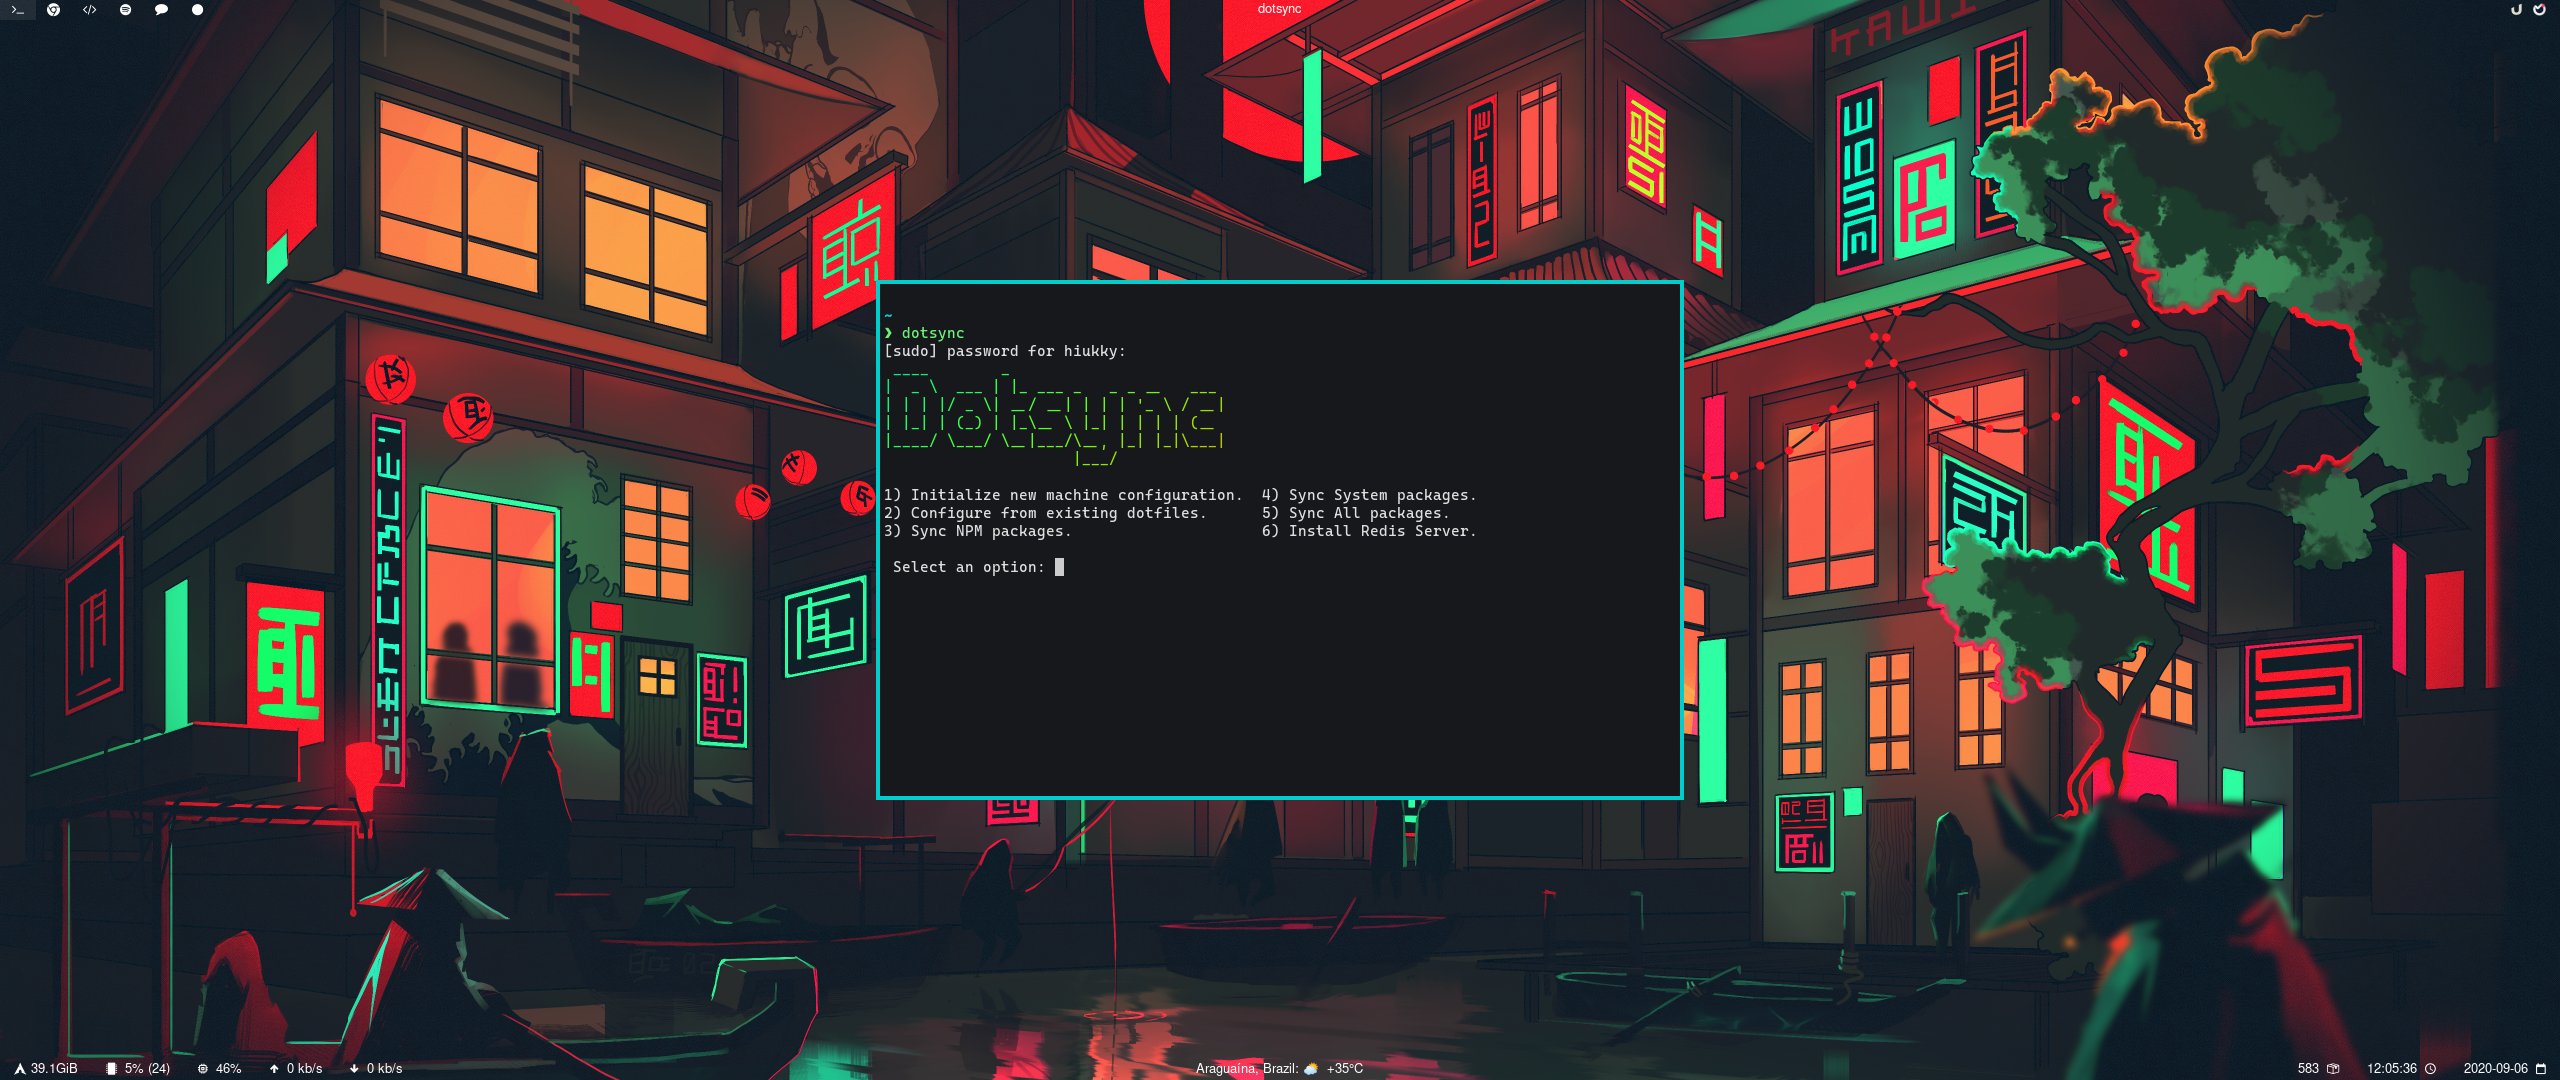 dotsync
~
❯ dotsync
[sudo] password for hiukky:
Dotsync
1) Initialize new machine configuration.  4) Sync System packages.
2) Configure from existing dotfiles.      5) Sync All packages.
3) Sync NPM packages.                     6) Install Redis Server.
Select an option:
39.1GiB  5% (24)  46%  0 kb/s  0 kb/s  Araguaína, Brazil: +35°C  583  12:05:36  2020-09-06